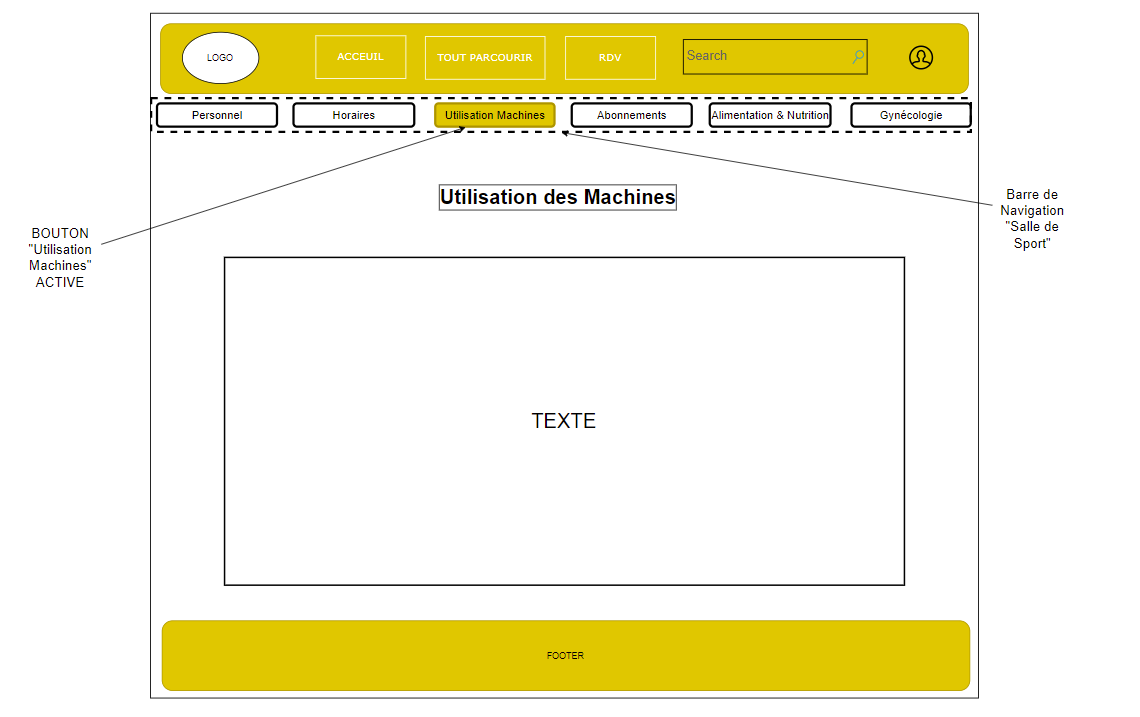 LOGO
ACCEUIL
TOUT PARCOURIR
RDV
Search
Personnel
Horaires
Utilisation Machines
Abonnements
Alimentation & Nutrition
Gynécologie
Utilisation des Machines
BOUTON
"Utilisation
Machines"
ACTIVE
Barre de
Navigation
"Salle de
Sport"
TEXTE
FOOTER